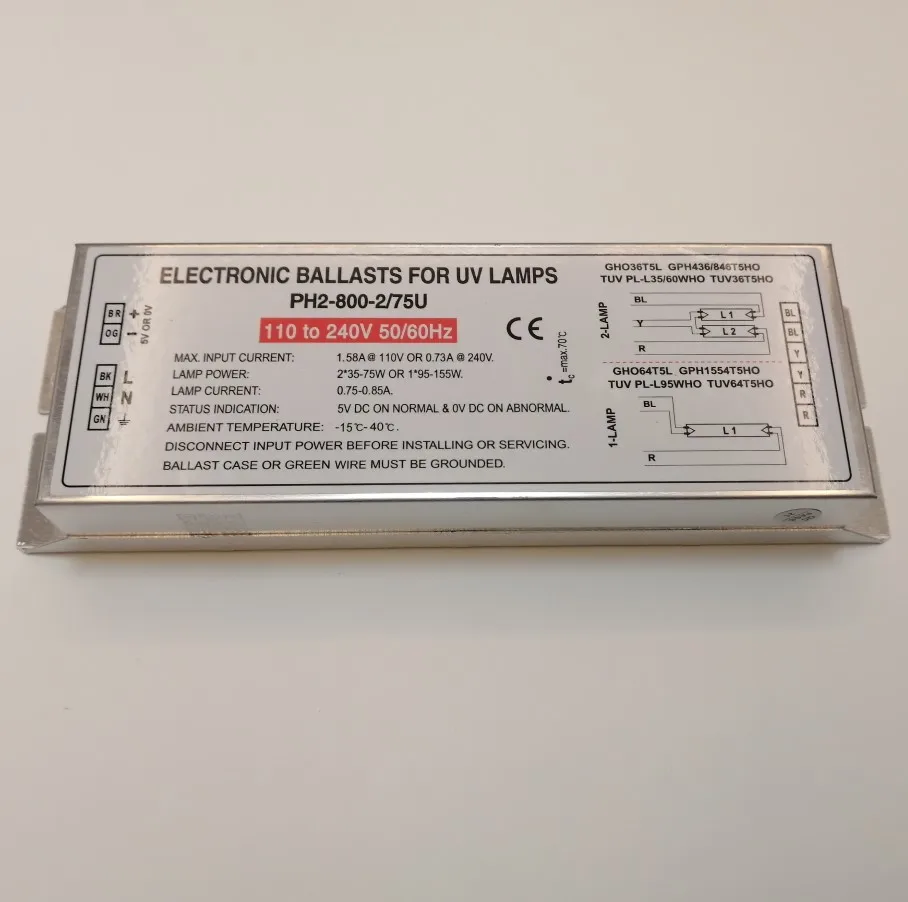 ELECTRONIC BALLASTS FOR UV LAMPS
PH2-800-2/75U
110 to 240V 50/60Hz
CE
tc =max.70℃
MAX. INPUT CURRENT: 1.58A@ 110V OR 0.73A @ 240V.
LAMP POWER: 2*35-75W OR 1*95-155W.
LAMP CURRENT: 0.75-0.85A.
STATUS INDICATION: 5V DC ON NORMAL & 0V DC ON ABNORMAL.
AMBIENT TEMPERATURE: -15℃- 40℃.
DISCONNECT INPUT POWER BEFORE INSTALLING OR SERVICING.
BALLAST CASE OR GREEN WIRE MUST BE GROUNDED.
BR +
OG -
5V OR 0V
BK L
WH N
GN
GHO36T5L GPH436/846T5HO
TUV PL-L35/60WHO TUV36T5HO
2-LAMP
BL
L 1
Y
L 2
R
GHO64T5L GPH1554T5HO
TUV PL-L95WHO TUV64T5HO
1-LAMP
BL
L 1
R
BL
BL
Y
Y
R
R